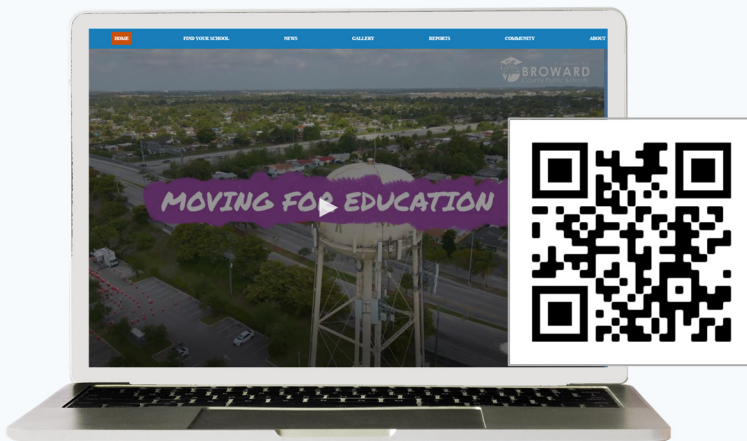 HOME FIND YOUR SCHOOL NEWS GALLERY REPORTS COMMUNITY ABOUT
BROWARD
MOVING FOR EDUCATION